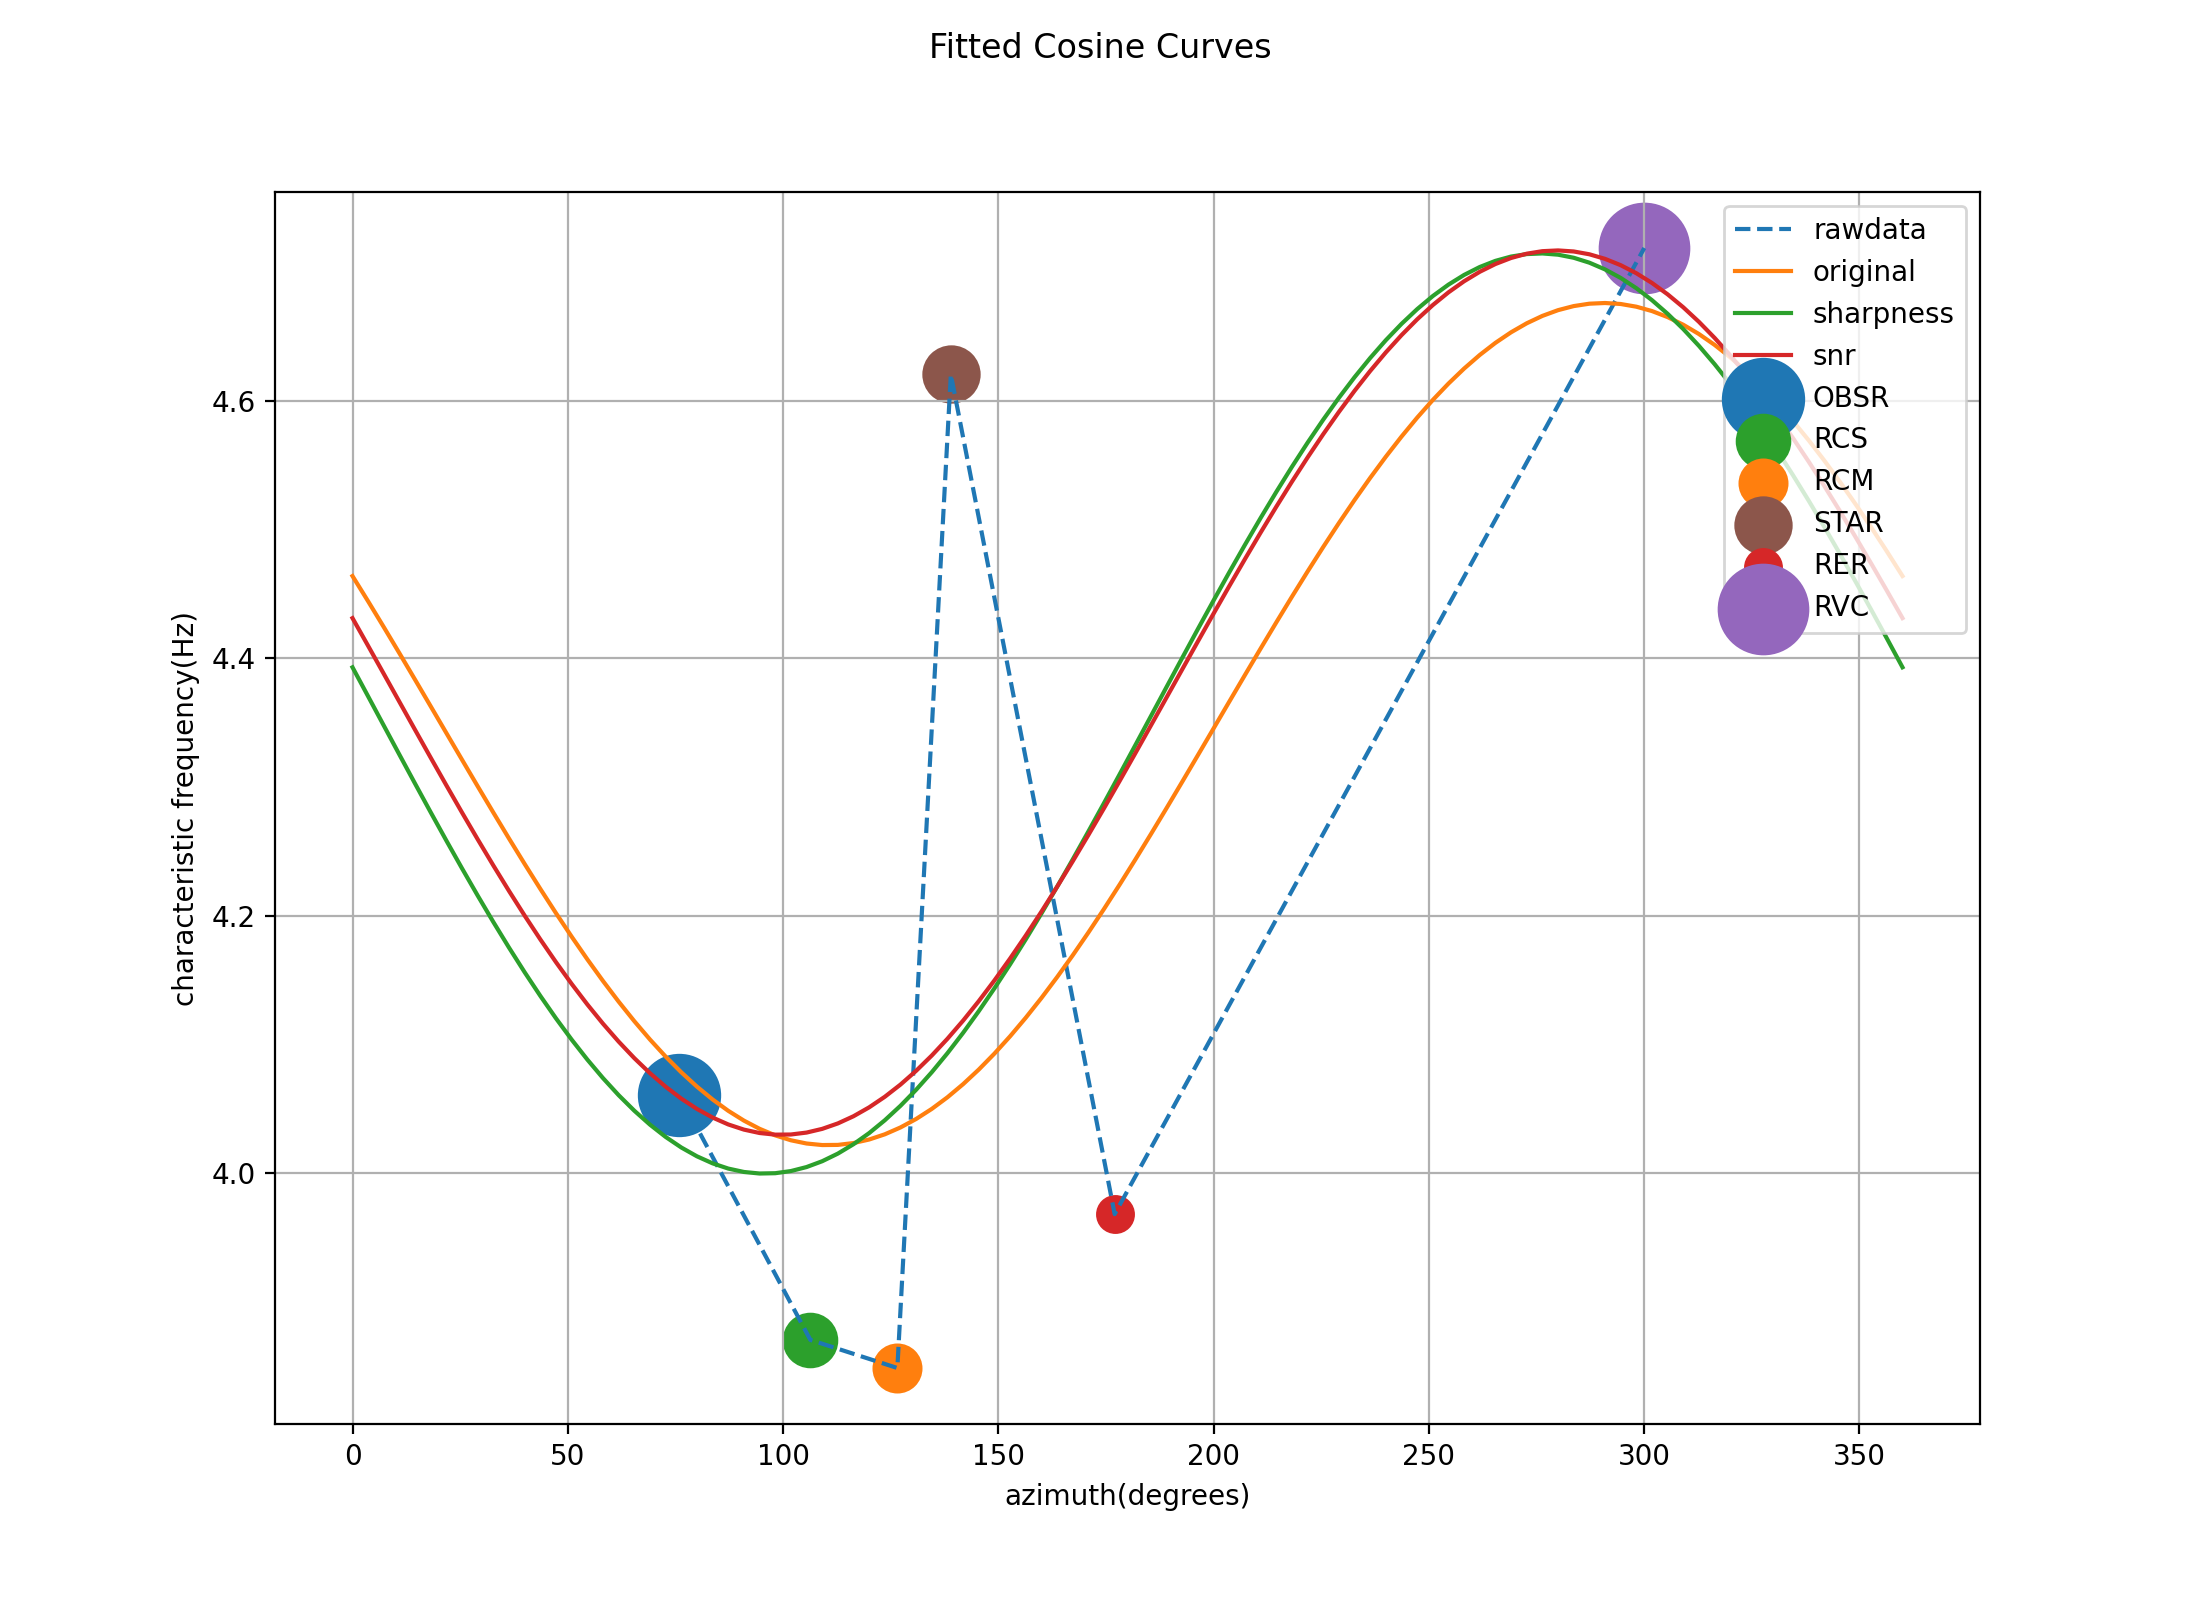 Fitted Cosine Curves
rawdata
original
sharpness
snr
OBSR
RCS
RCM
STAR
RER
RVC
characteristic frequency(Hz)
4.6
4.4
4.2
4.0
0 50 100 150 200 250 300 350
azimuth(degrees)